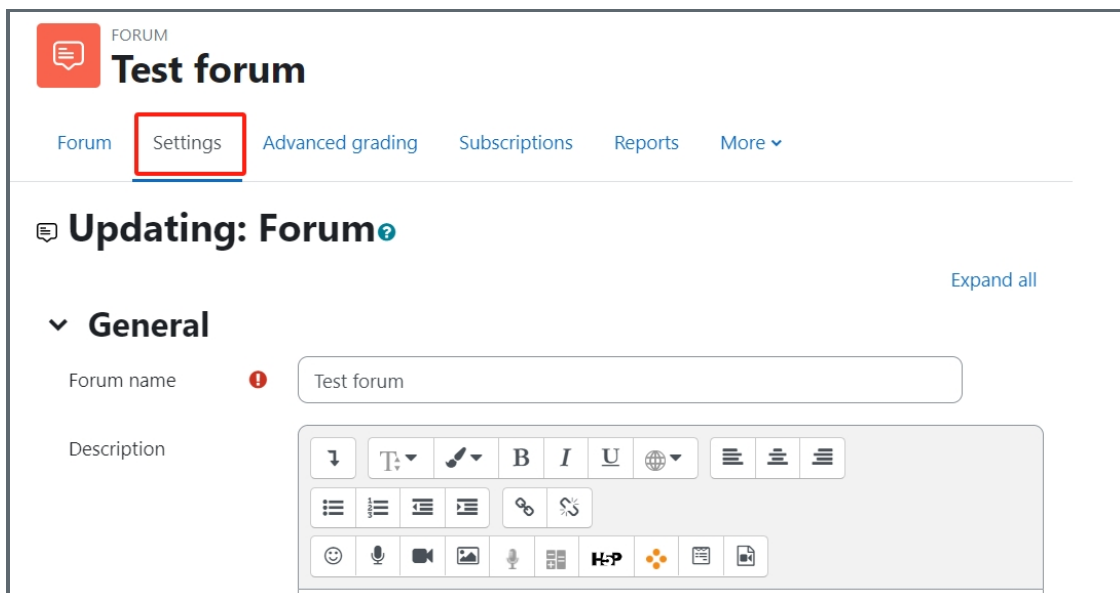 FORUM
Test forum
Forum Settings Advanced grading Subscriptions Reports More
Updating: Forum
Expand all
General
Forum name
Test forum
Description
B I U
H5P